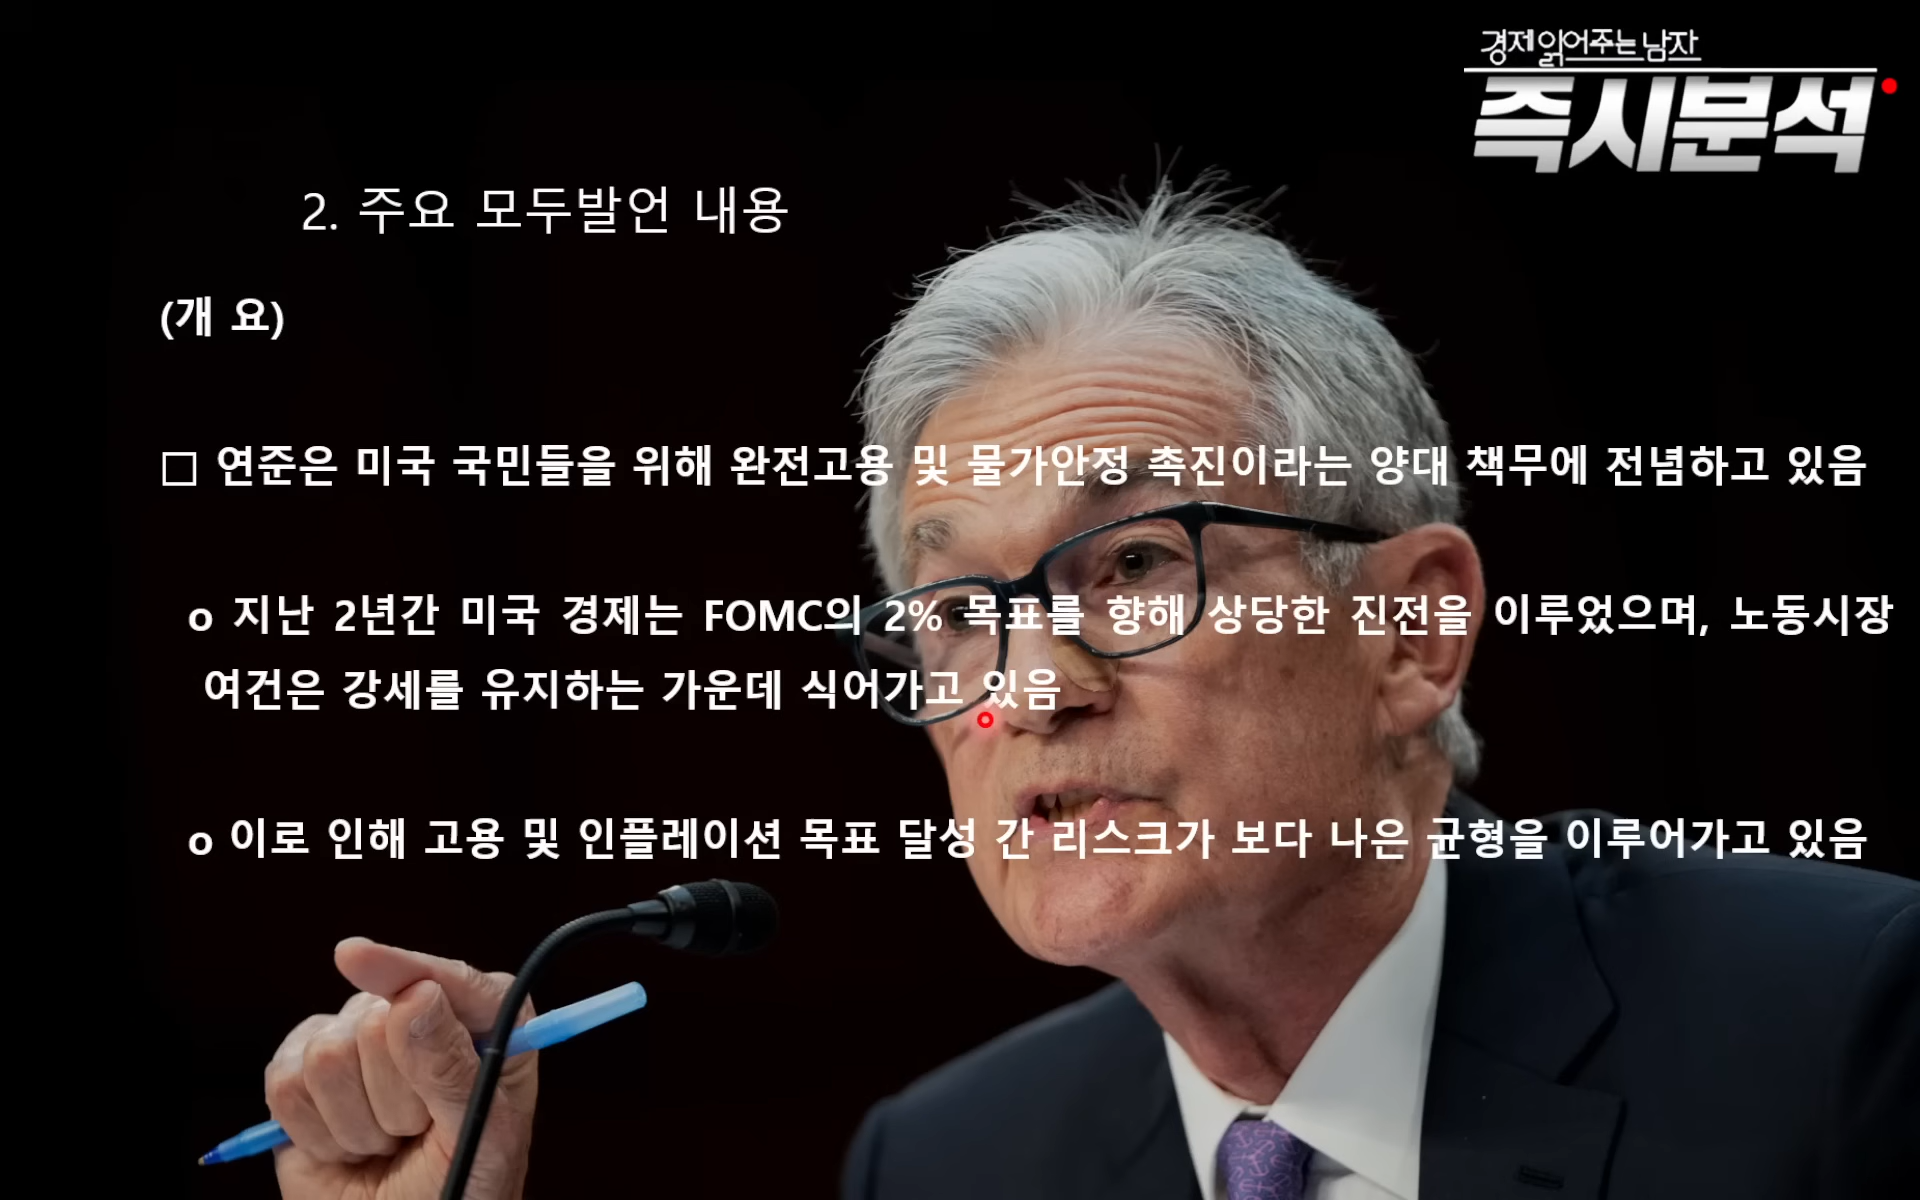 경제읽어주는남자
즉시분석
2. 주요 모두발언 내용
(개 요)
□ 연준은 미국 국민들을 위해 완전고용 및 물가안정 촉진이라는 양대 책무에 전념하고 있음
o 지난 2년간 미국 경제는 FOMC의 2% 목표를 향해 상당한 진전을 이루었으며, 노동시장
여건은 강세를 유지하는 가운데 식어가고 있음
o 이로 인해 고용 및 인플레이션 목표 달성 간 리스크가 보다 나은 균형을 이루어가고 있음